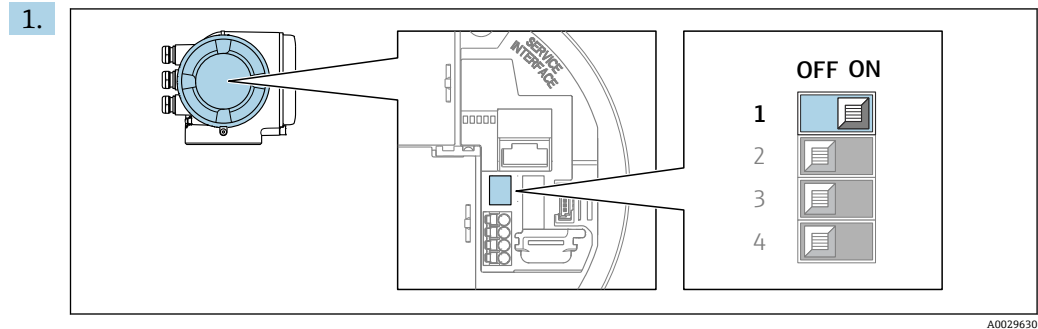 1.
SERVICE
INTERFACE
OFF ON
1
2
3
4
A0029630